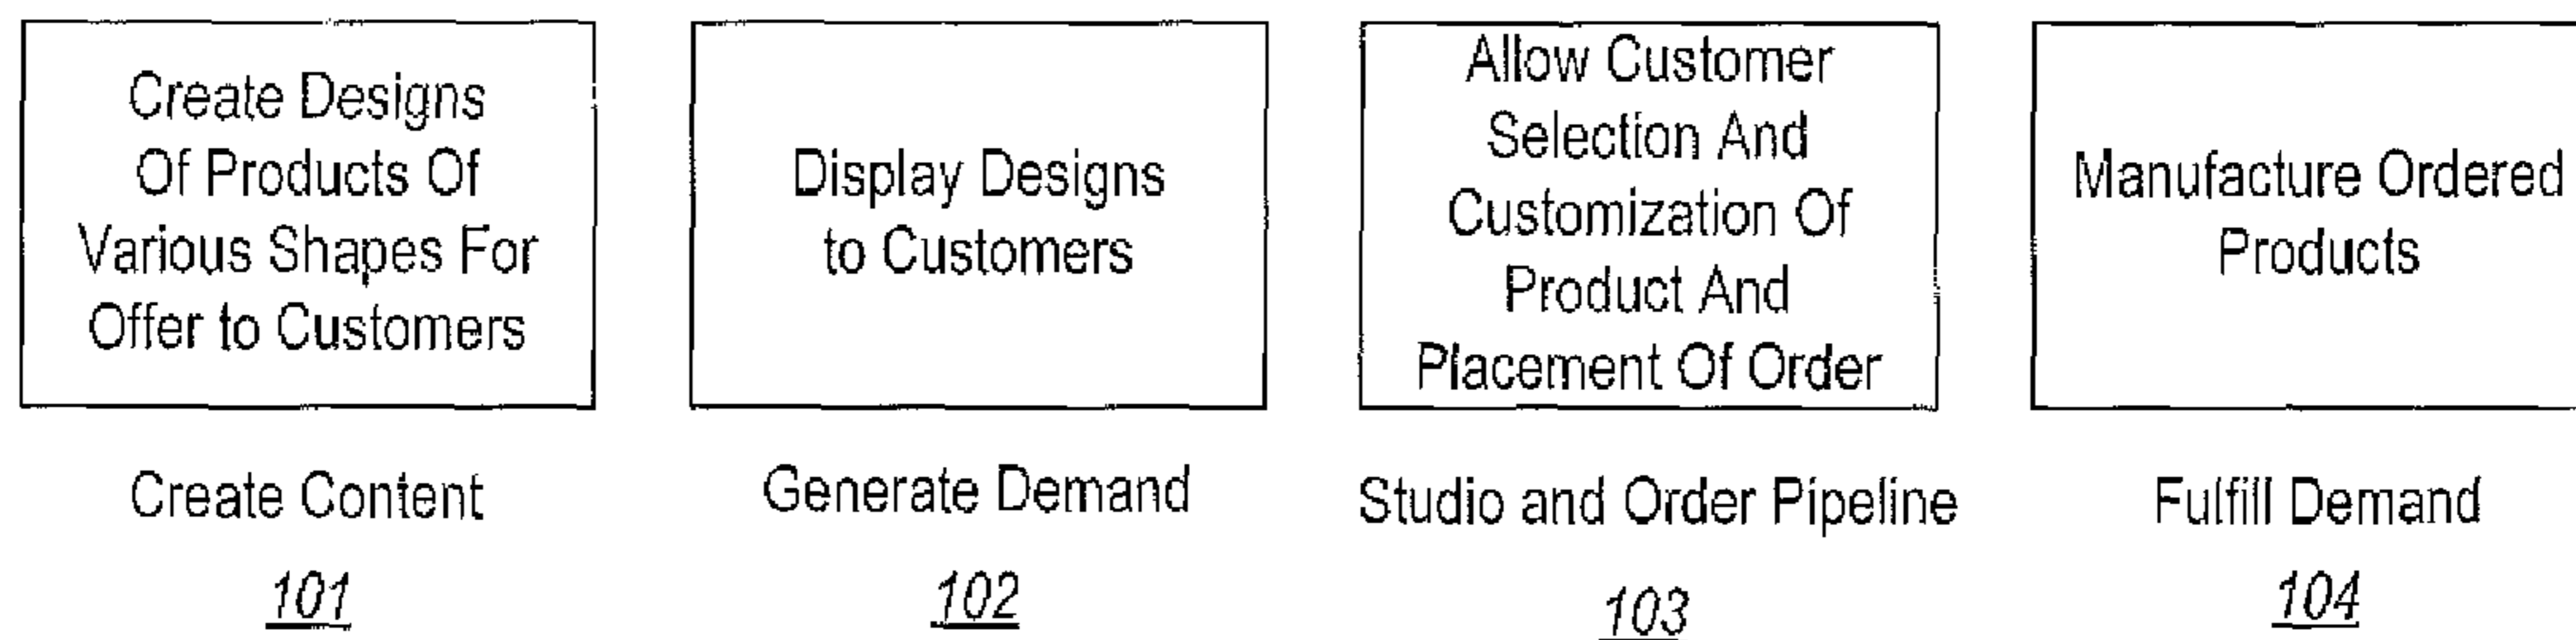 Create Designs
Of Products Of
Various Shapes For
Offer to Customers
Create Content
101
Display Designs
to Customers
Generate Demand
102
Allow Customer
Selection And
Customization Of
Product And
Placement Of Order
Studio and Order Pipeline
103
Manufacture Ordered
Products
Fulfill Demand
104